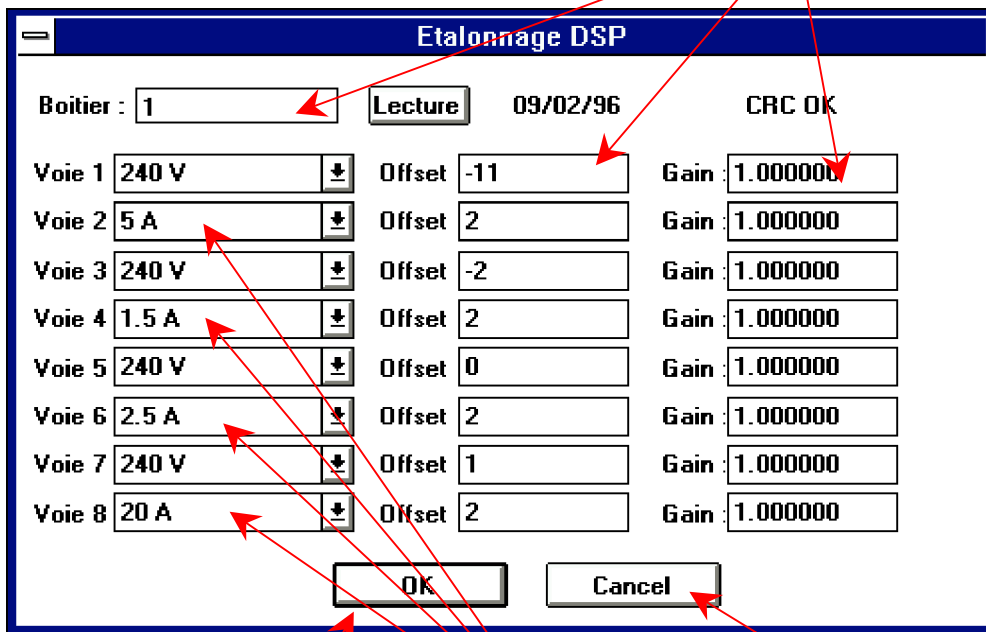 Etalonnage DSP
Boitier : 1 Lecture 09/02/96 CRC OK
Voie 1 240 V Offset -11 Gain : 1.000000
Voie 2 5 A Offset 2 Gain : 1.000000
Voie 3 240 V Offset -2 Gain : 1.000000
Voie 4 1.5 A Offset 2 Gain : 1.000000
Voie 5 240 V Offset 0 Gain : 1.000000
Voie 6 2.5 A Offset 2 Gain : 1.000000
Voie 7 240 V Offset 1 Gain : 1.000000
Voie 8 20 A Offset 2 Gain : 1.000000
OK Cancel